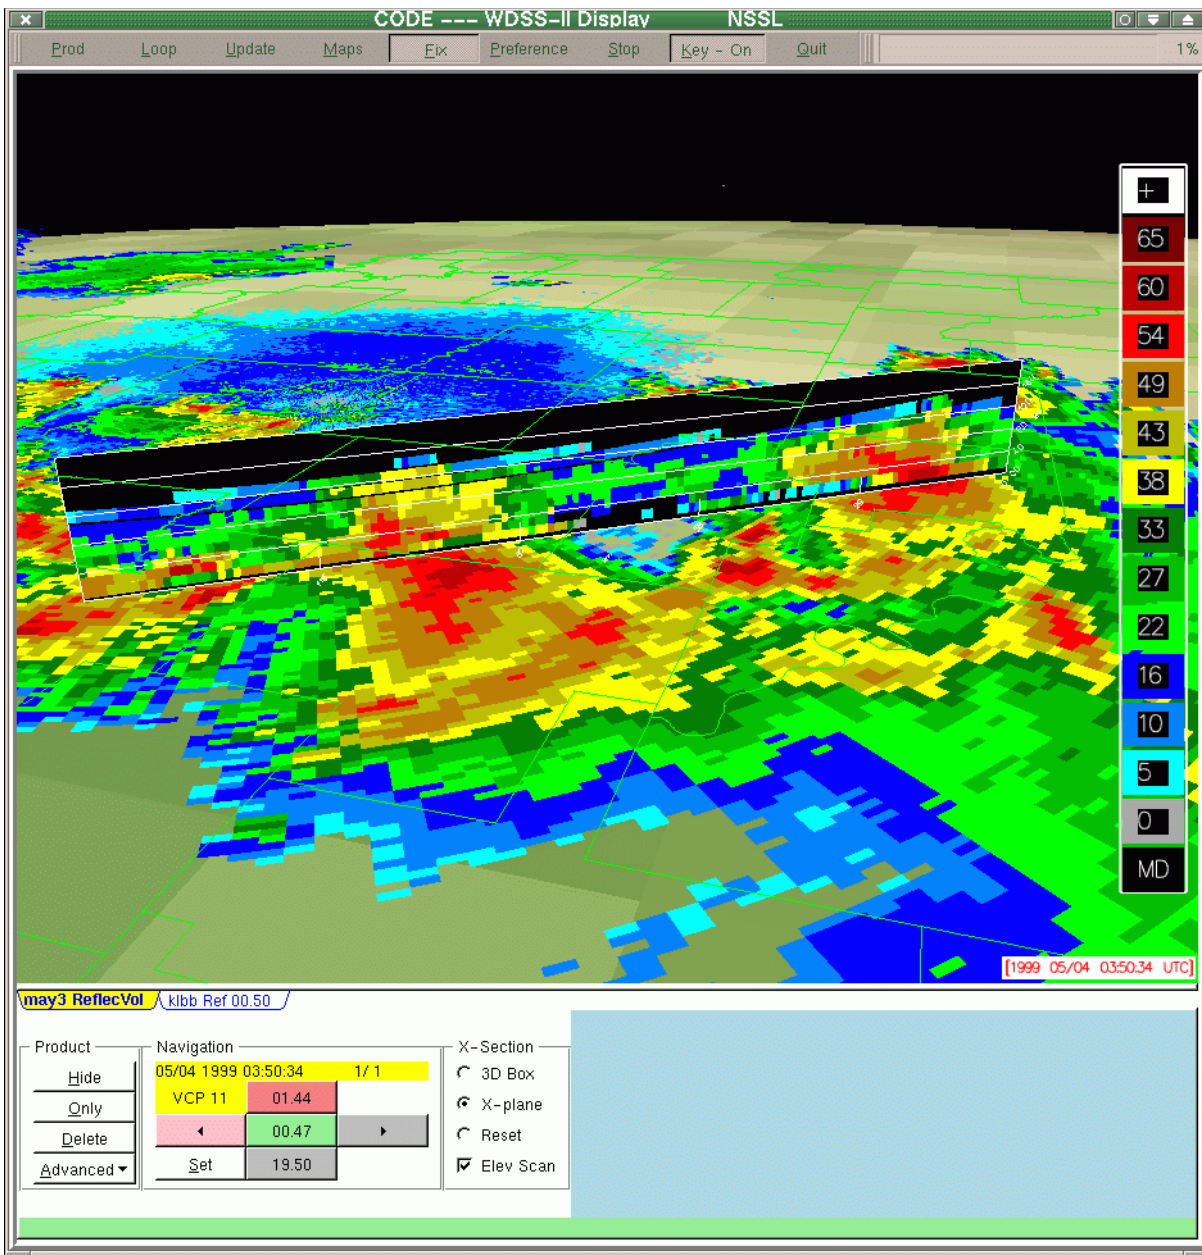 CODE --- WDSS-II Display NSSL
Prod Loop Update Maps Fix Preference Stop Key - On Quit 1%
+
65
60
54
49
43
38
33
27
22
16
10
5
0
MD
[1999 05/04 03:50:34 UTC]
may3 ReflecVol klbb Ref 00.50
Product Navigation X-Section
Hide 05/04 1999 03:50:34 1/ 1 3D Box
Only VCP 11 01.44 X-plane
Delete 00.47 Reset
Advanced Set 19.50 Elev Scan